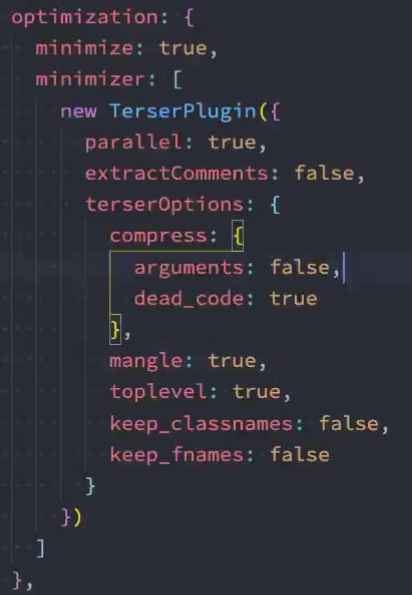 optimization: {
  minimize: true,
  minimizer: [
    new TerserPlugin({
      parallel: true,
      extractComments: false,
      terserOptions: {
        compress: {
          arguments: false,
          dead_code: true
        },
        mangle: true,
        toplevel: true,
        keep_classnames: false,
        keep_fnames: false
      }
    })
  ]
},